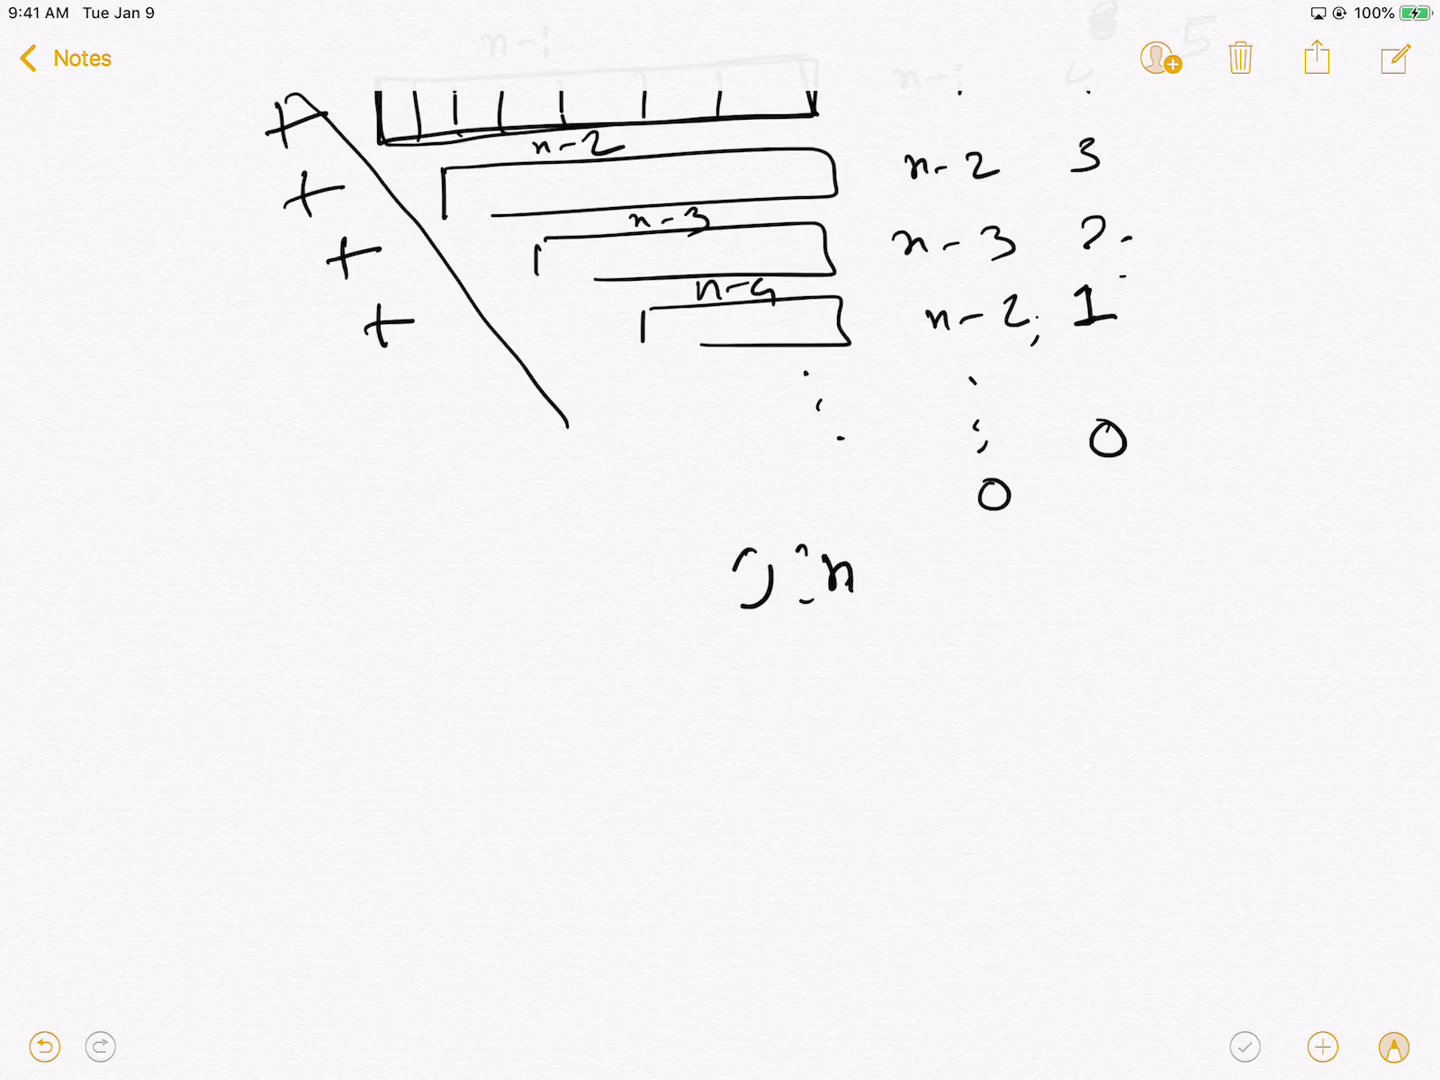 9:41 AM Tue Jan 9 100%
Notes
n-i 5
n-i
+
n-2 n-2 3
+ n-3 n-3 2
+ n-4 n-2 1
+
0
0
n